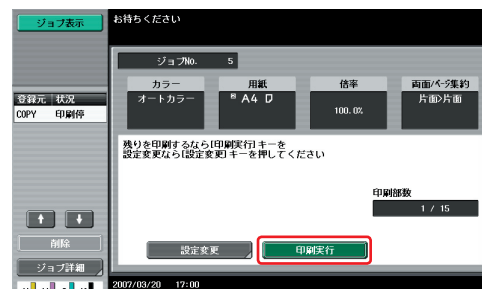 ジョブ表示
お待ちください
ジョブNo. 5
カラー 用紙 倍率 両面/ページ集約
オートカラー A4 100.0% 片面>片面
登録元 状況
COPY 印刷停
残りを印刷するなら[印刷実行]キーを
設定変更なら[設定変更]キーを押してください
印刷部数
1 / 15
削除
設定変更 印刷実行
ジョブ詳細
2007/03/20 17:00